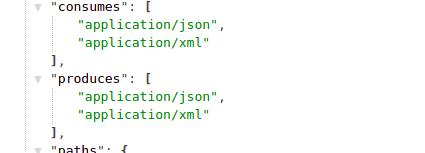 "consumes": [
"application/json",
"application/xml"
],
"produces": [
"application/json",
"application/xml"
],
"paths": {